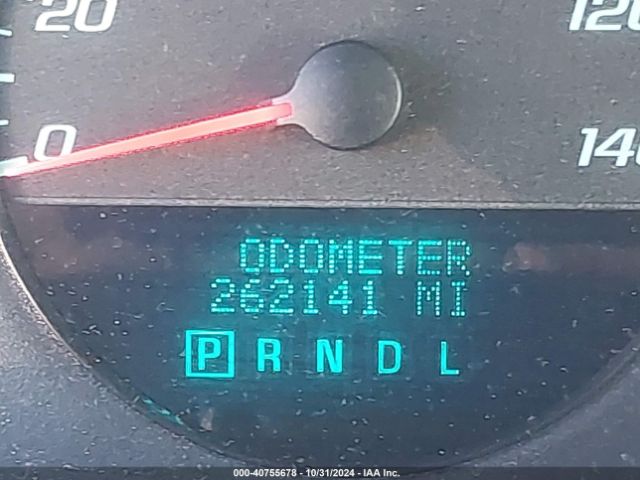 20
120
0
140
ODOMETER
262141 MI
P R N D L
000-40755678 - 10/31/2024 - IAA Inc.